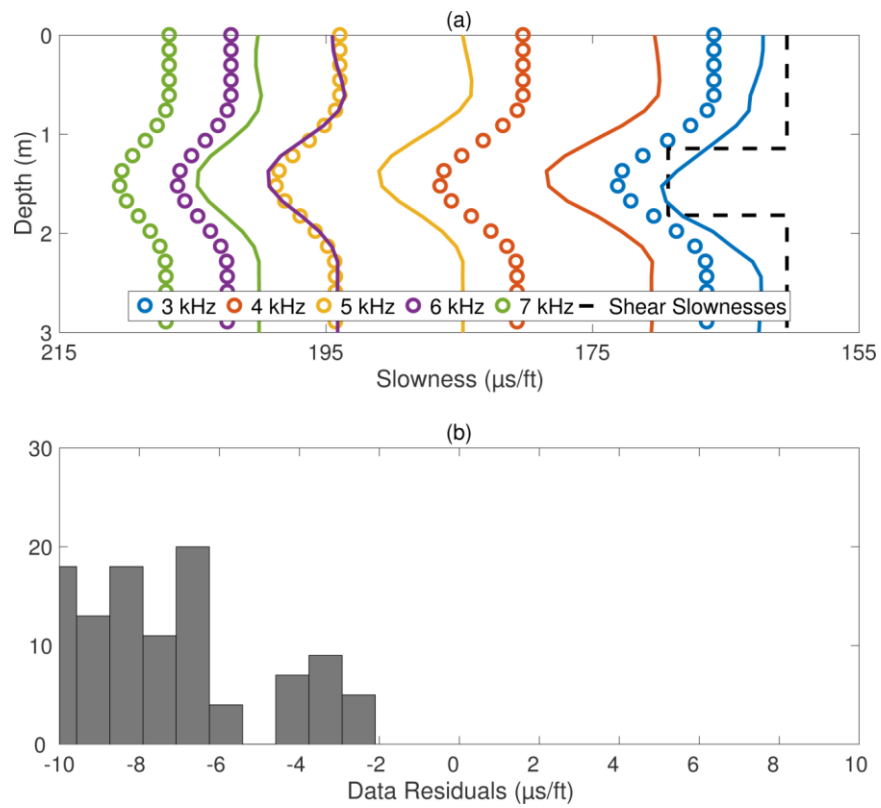 (a)
0
1
2
3
Depth (m)
3 kHz 4 kHz 5 kHz 6 kHz 7 kHz Shear Slownesses
215 195 175 155
Slowness (μs/ft)
(b)
30
20
10
0
-10 -8 -6 -4 -2 0 2 4 6 8 10
Data Residuals (μs/ft)